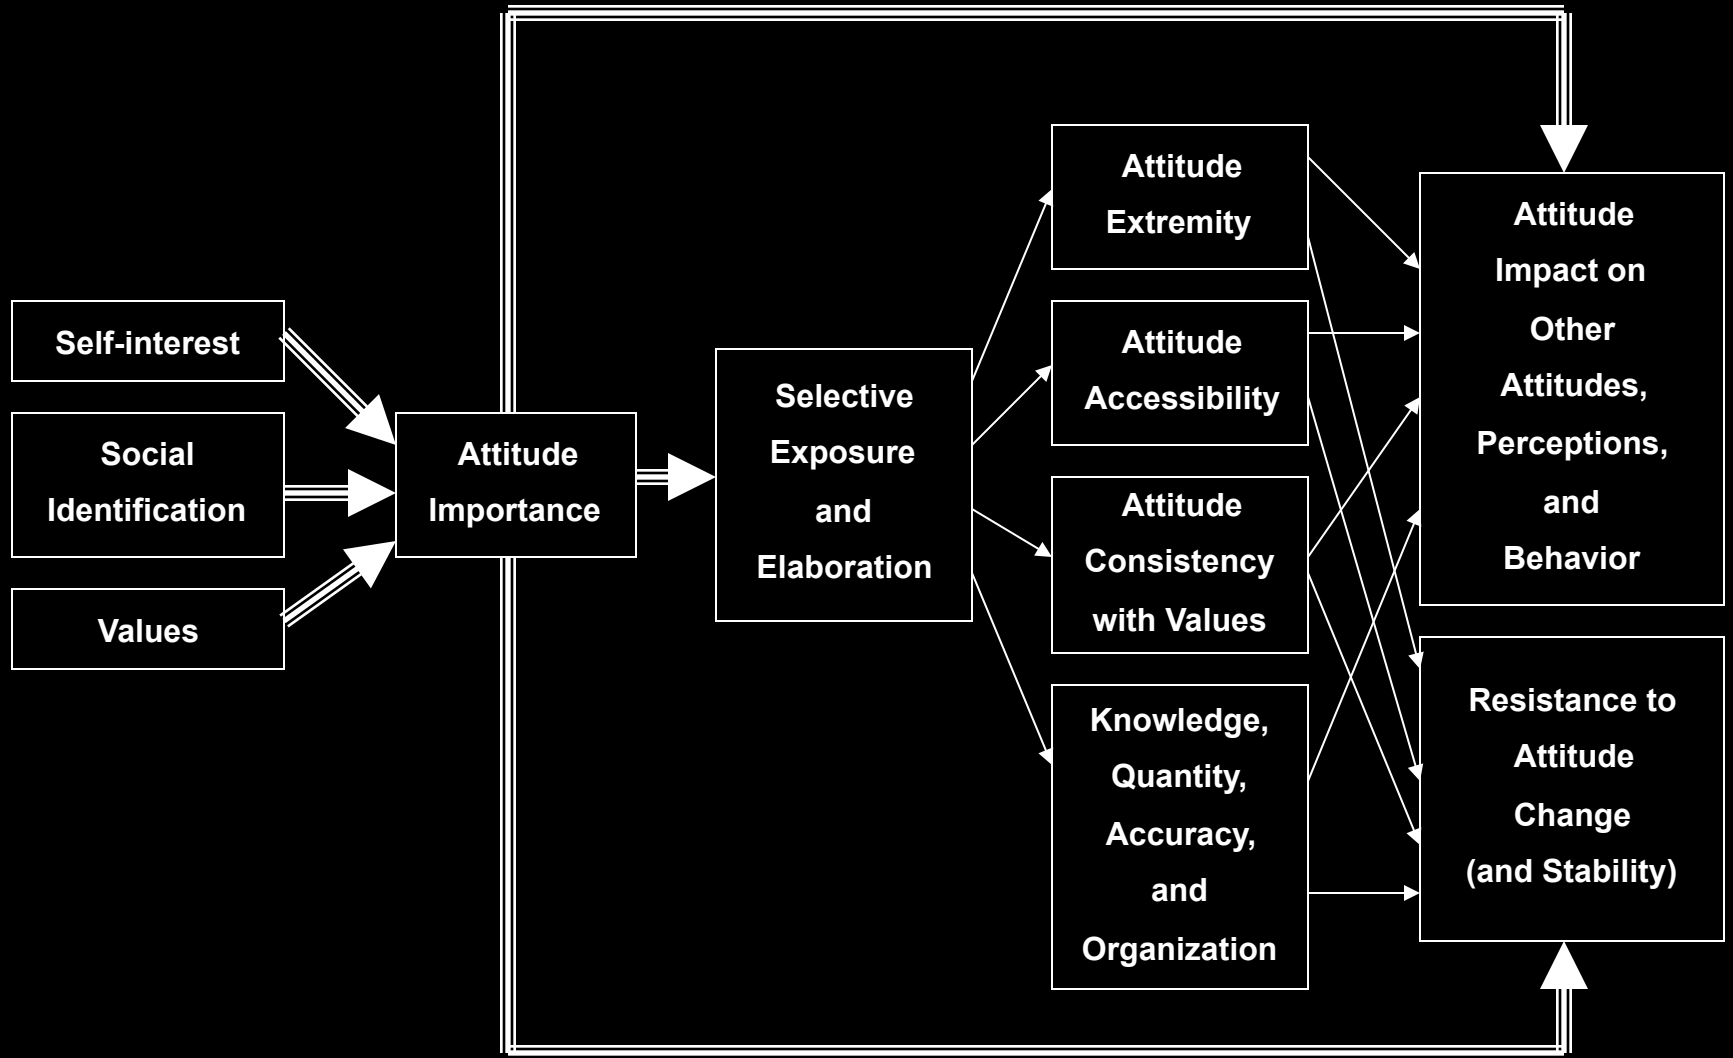 Self-interest
Social
Identification
Values
Attitude
Importance
Selective
Exposure
and
Elaboration
Attitude
Extremity
Attitude
Accessibility
Attitude
Consistency
with Values
Knowledge,
Quantity,
Accuracy,
and
Organization
Attitude
Impact on
Other
Attitudes,
Perceptions,
and
Behavior
Resistance to
Attitude
Change
(and Stability)